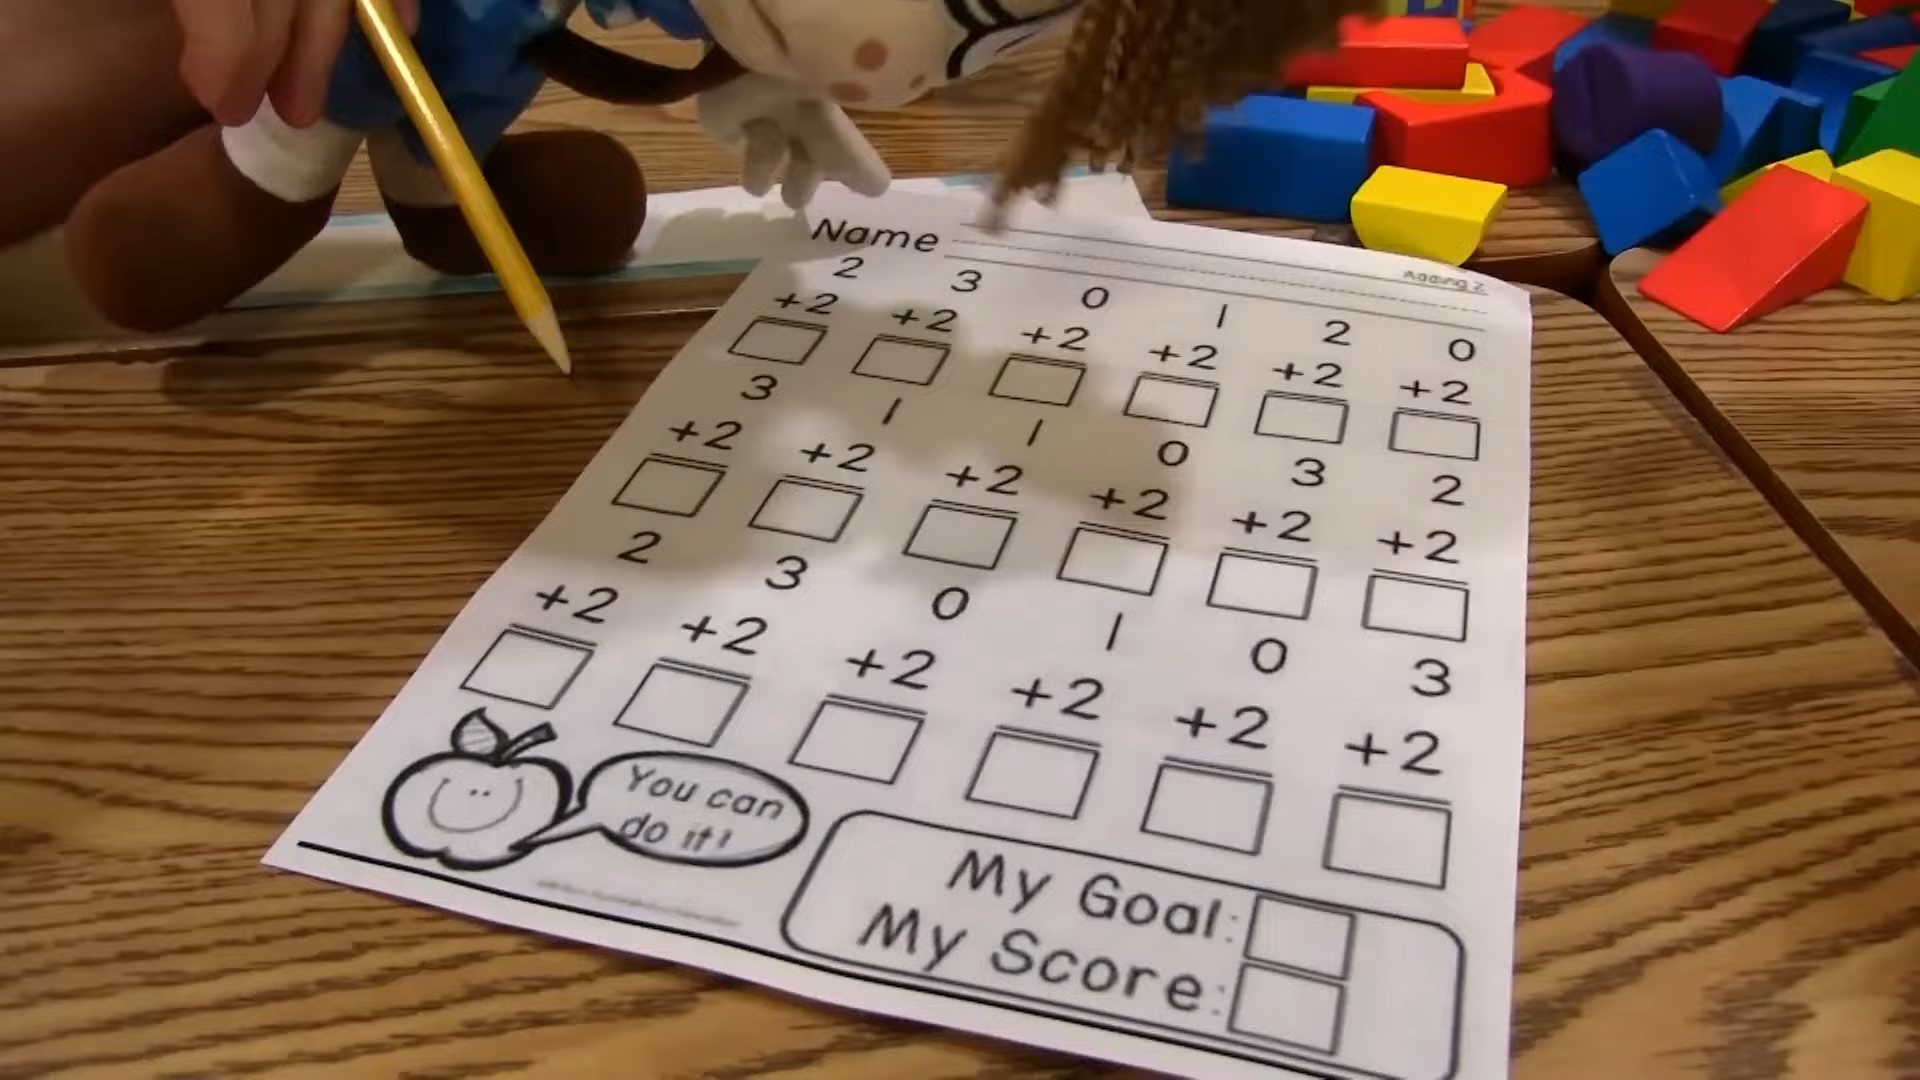 Name
Adding 2
2 3 0 1 2 0
+2 +2 +2 +2 +2 +2
3 1 1 0 3 2
+2 +2 +2 +2 +2 +2
2 3 0 1 0 3
+2 +2 +2 +2 +2 +2
You can
do it!
My Goal:
My Score: